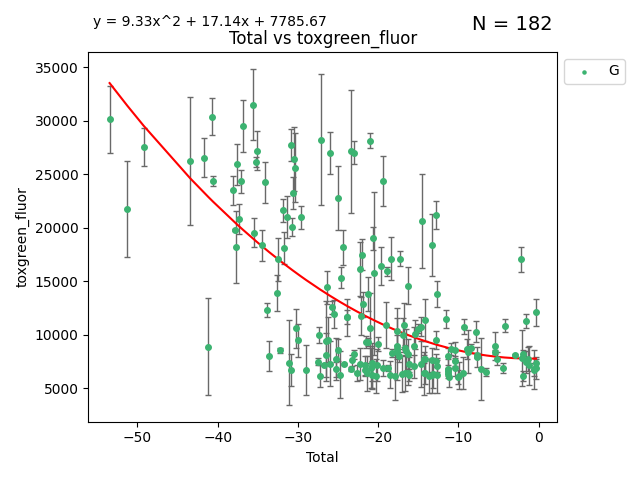 y = 9.33x^2 + 17.14x + 7785.67
N = 182
Total vs toxgreen_fluor
G
35000
30000
25000
20000
15000
10000
5000
toxgreen_fluor
−50
−40
−30
−20
−10
0
Total